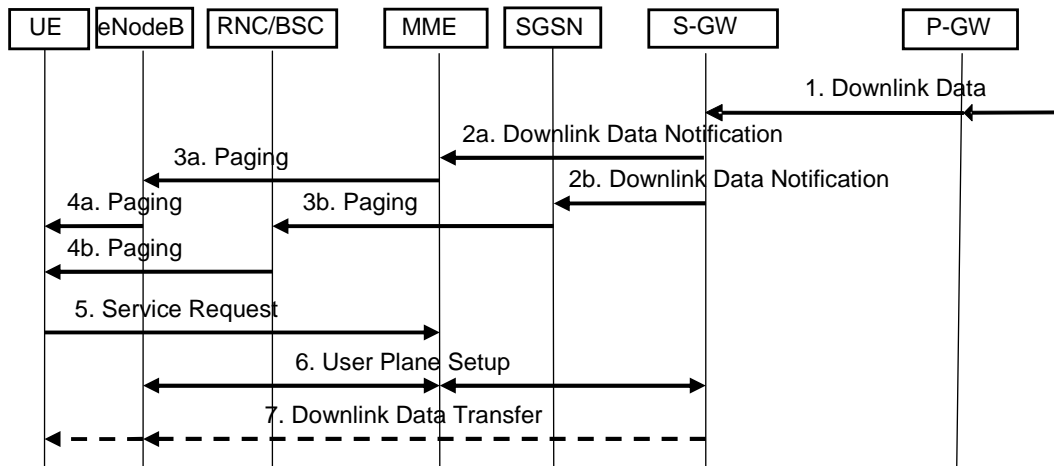 UE
eNodeB
RNC/BSC
MME
SGSN
S-GW
P-GW
1. Downlink Data
2a. Downlink Data Notification
3a. Paging
2b. Downlink Data Notification
4a. Paging
3b. Paging
4b. Paging
5. Service Request
6. User Plane Setup
7. Downlink Data Transfer